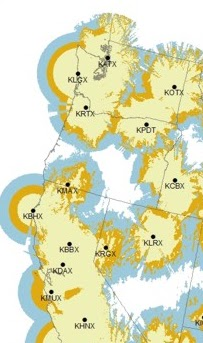 KATX
KLGX
KOTX
KRTX
KPDT
KCBX
KMAX
KBHX
KLRX
KBBX
KRGX
KDAX
KMUX
KHNX